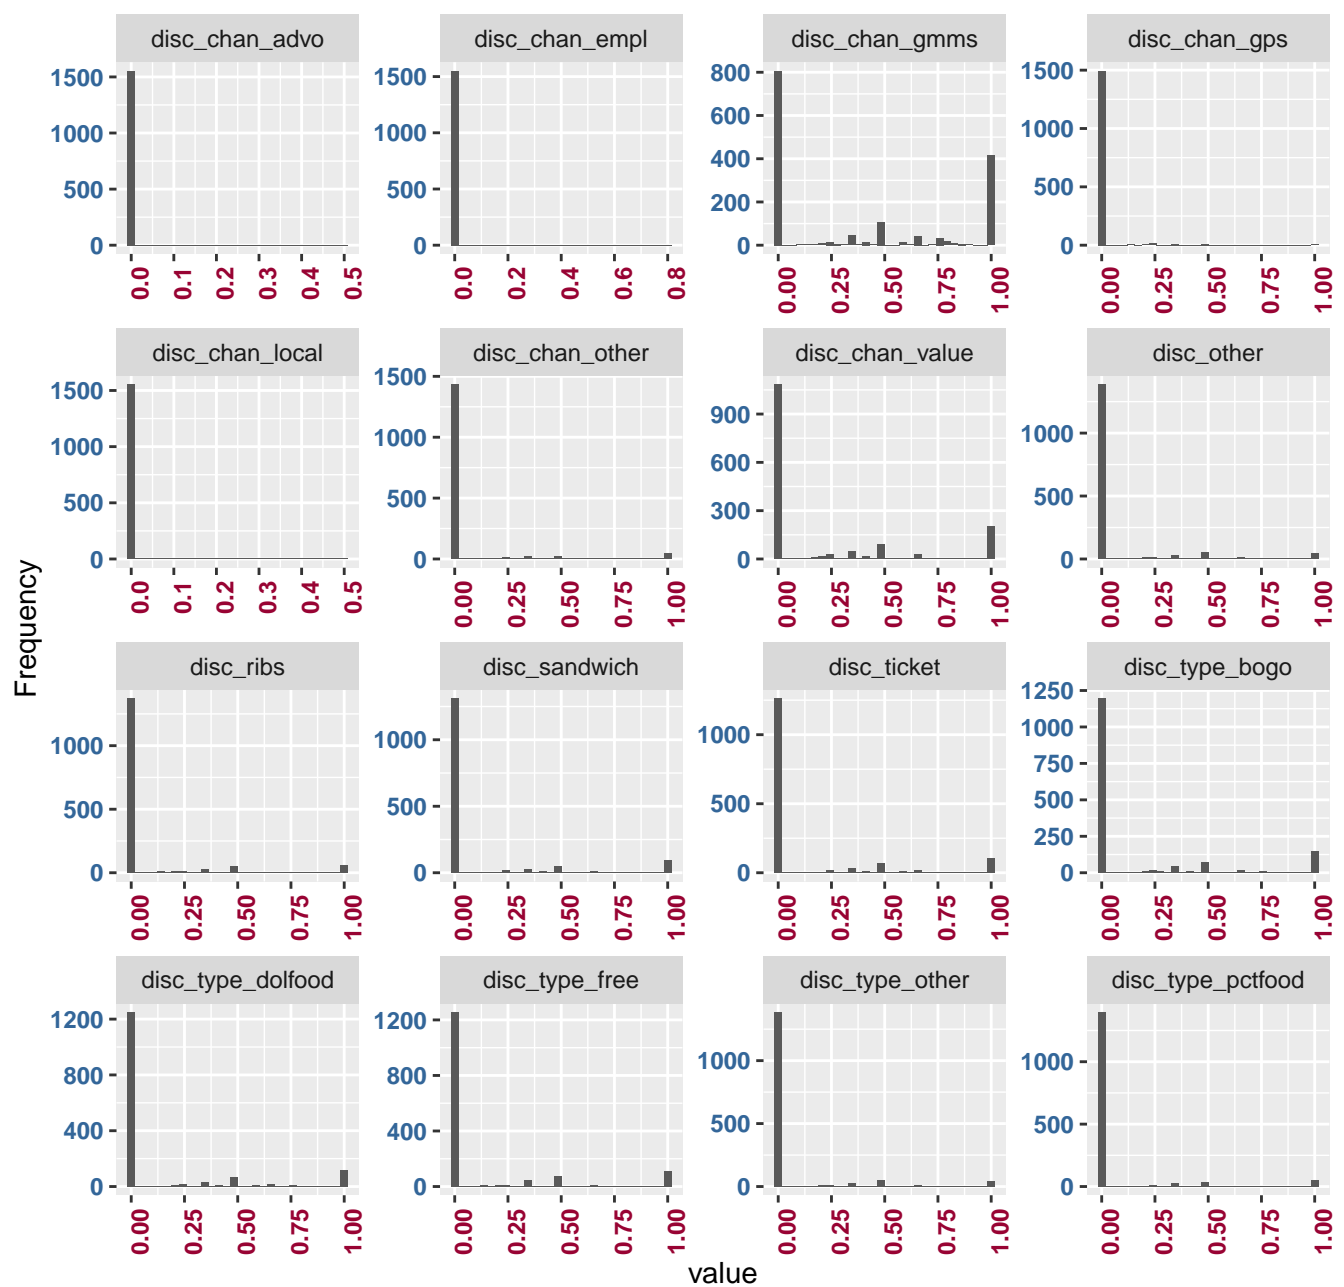 disc_chan_advo disc_chan_empl disc_chan_gmms disc_chan_gps
1500 1000 500 0 1500 1000 500 0 800 600 400 200 0 1500 1000 500 0
0.0 0.1 0.2 0.3 0.4 0.5 0.0 0.2 0.4 0.6 0.8 0.00 0.25 0.50 0.75 1.00 0.00 0.25 0.50 0.75 1.00
disc_chan_local disc_chan_other disc_chan_value disc_other
1500 1000 500 0 1500 1000 500 0 900 600 300 0 1000 500 0
0.0 0.1 0.2 0.3 0.4 0.5 0.00 0.25 0.50 0.75 1.00 0.00 0.25 0.50 0.75 1.00 0.00 0.25 0.50 0.75 1.00
Frequency
disc_ribs disc_sandwich disc_ticket disc_type_bogo
1000 500 0 1000 500 0 1000 500 0 1250 1000 750 500 250 0
0.00 0.25 0.50 0.75 1.00 0.00 0.25 0.50 0.75 1.00 0.00 0.25 0.50 0.75 1.00 0.00 0.25 0.50 0.75 1.00
disc_type_dolfood disc_type_free disc_type_other disc_type_pctfood
1200 800 400 0 1200 800 400 0 1000 500 0 1000 500 0
0.00 0.25 0.50 0.75 1.00 0.00 0.25 0.50 0.75 1.00 0.00 0.25 0.50 0.75 1.00 0.00 0.25 0.50 0.75 1.00
value